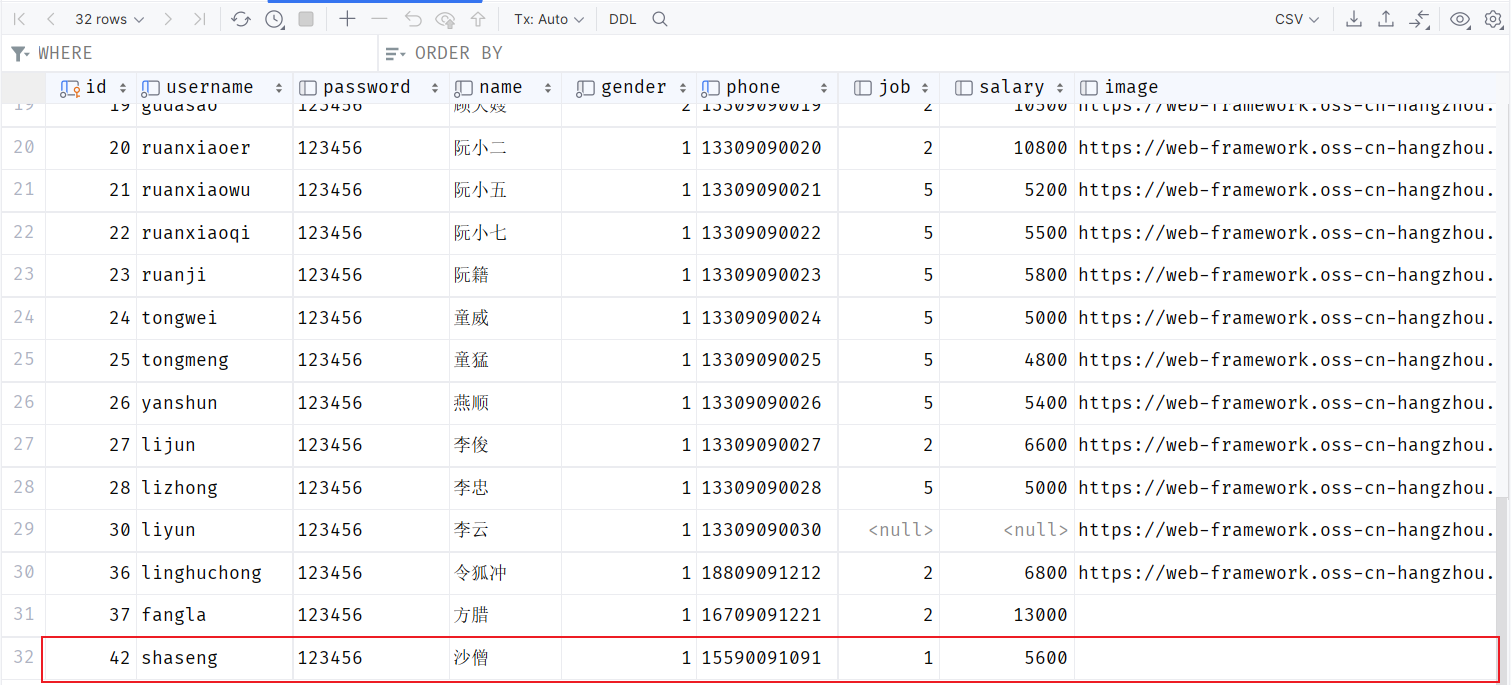 32 rows Tx: Auto DDL CSV
WHERE ORDER BY
id username password name gender phone job salary image
19 19 gudasao 123456 顾大嫂 2 13309090019 2 10500 https://web-framework.oss-cn-hangzhou.
20 20 ruanxiaoer 123456 阮小二 1 13309090020 2 10800 https://web-framework.oss-cn-hangzhou.
21 21 ruanxiaowu 123456 阮小五 1 13309090021 5 5200 https://web-framework.oss-cn-hangzhou.
22 22 ruanxiaoqi 123456 阮小七 1 13309090022 5 5500 https://web-framework.oss-cn-hangzhou.
23 23 ruanji 123456 阮籍 1 13309090023 5 5800 https://web-framework.oss-cn-hangzhou.
24 24 tongwei 123456 童威 1 13309090024 5 5000 https://web-framework.oss-cn-hangzhou.
25 25 tongmeng 123456 童猛 1 13309090025 5 4800 https://web-framework.oss-cn-hangzhou.
26 26 yanshun 123456 燕顺 1 13309090026 5 5400 https://web-framework.oss-cn-hangzhou.
27 27 lijun 123456 李俊 1 13309090027 2 6600 https://web-framework.oss-cn-hangzhou.
28 28 lizhong 123456 李忠 1 13309090028 5 5000 https://web-framework.oss-cn-hangzhou.
29 30 liyun 123456 李云 1 13309090030 <null> <null> https://web-framework.oss-cn-hangzhou.
30 36 linghuchong 123456 令狐冲 1 18809091212 2 6800 https://web-framework.oss-cn-hangzhou.
31 37 fangla 123456 方腊 1 16709091221 2 13000
32 42 shaseng 123456 沙僧 1 15590091091 1 5600